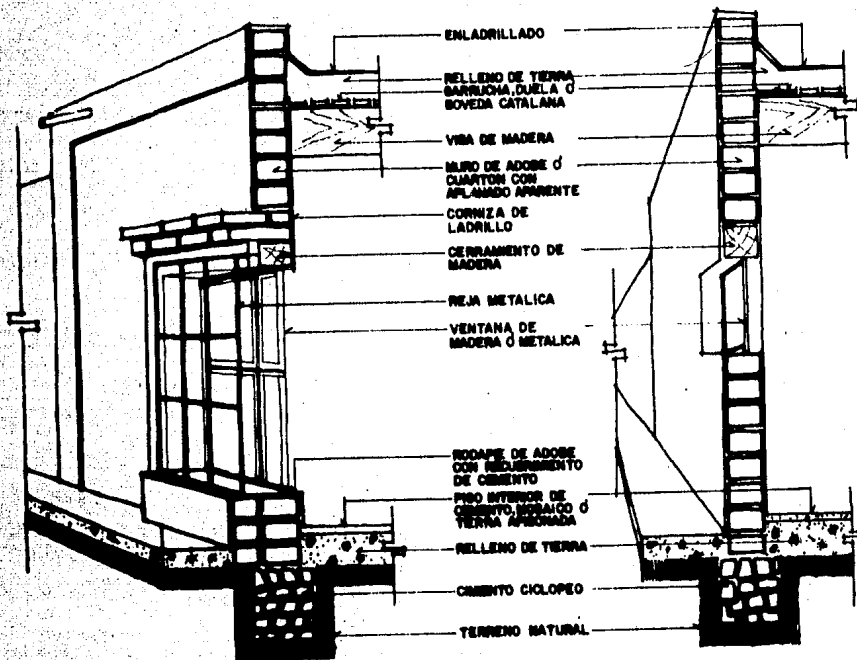 ENLADRILLADO
RELLENO DE TIERRA
BARRUCHA, DUELA Ó
BOVEDA CATALANA
VIGA DE MADERA
MURO DE ADOBE Ó
CUARTON CON
APLANADO APARENTE
CORNIZA DE
LADRILLO
CERRAMIENTO DE
MADERA
REJA METALICA
VENTANA DE
MADERA Ó METALICA
RODAPIE DE ADOBE
CON RECUBRIMIENTO
DE CEMENTO
PISO INTERIOR DE
CEMENTO, MOSAICO Ó
TIERRA APISONADA
RELLENO DE TIERRA
CIMIENTO CICLOPEO
TERRENO NATURAL